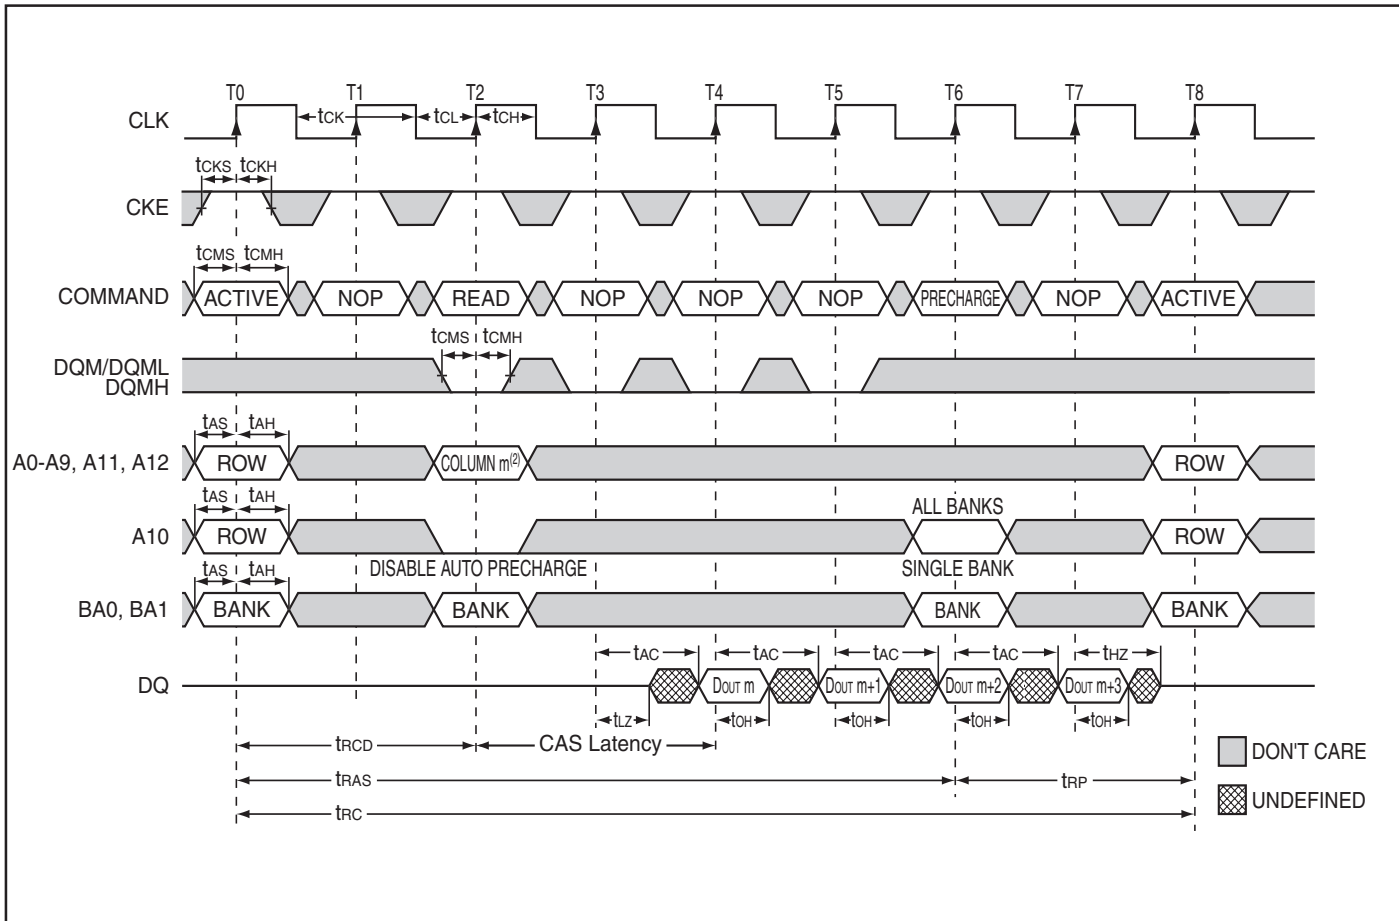 T0 T1 T2 T3 T4 T5 T6 T7 T8
CLK tCK tCL tCH
tCKS tCKH
CKE
tCMS tCMH
COMMAND ACTIVE NOP READ NOP NOP NOP PRECHARGE NOP ACTIVE
tCMS tCMH
DQM/DQML
DQMH
tAS tAH
A0-A9, A11, A12 ROW COLUMN m(2) ROW
tAS tAH ALL BANKS
A10 ROW ROW
DISABLE AUTO PRECHARGE SINGLE BANK
tAS tAH
BA0, BA1 BANK BANK BANK BANK
tAC tAC tAC tAC tHZ
DQ DOUT m DOUT m+1 DOUT m+2 DOUT m+3
tLZ tOH tOH tOH tOH
tRCD CAS Latency
DON'T CARE
tRAS tRP
UNDEFINED
tRC